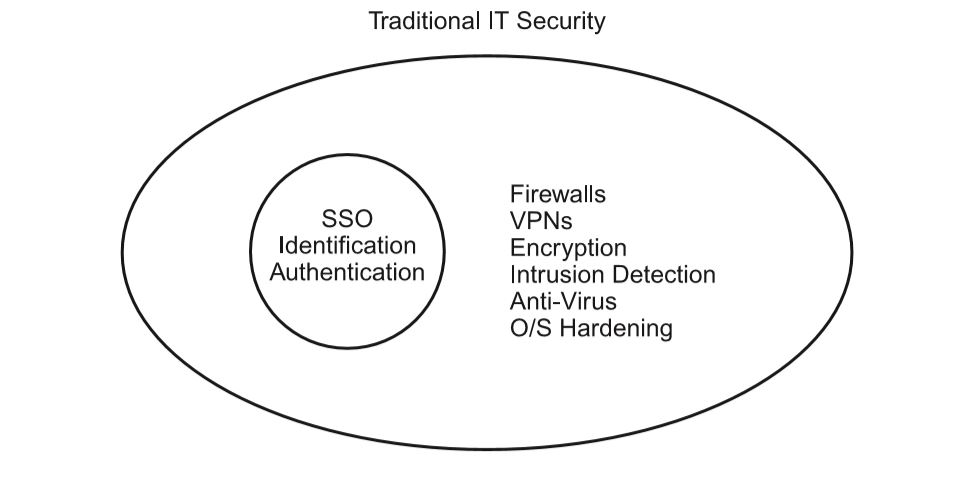 Traditional IT Security
SSO
Identification
Authentication
Firewalls
VPNs
Encryption
Intrusion Detection
Anti-Virus
O/S Hardening